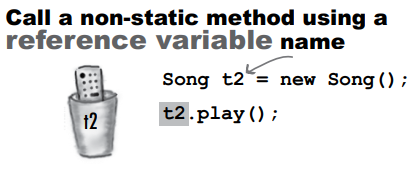 Call a non-static method using a
reference variable name
Song t2 = new Song();
t2.play();
t2